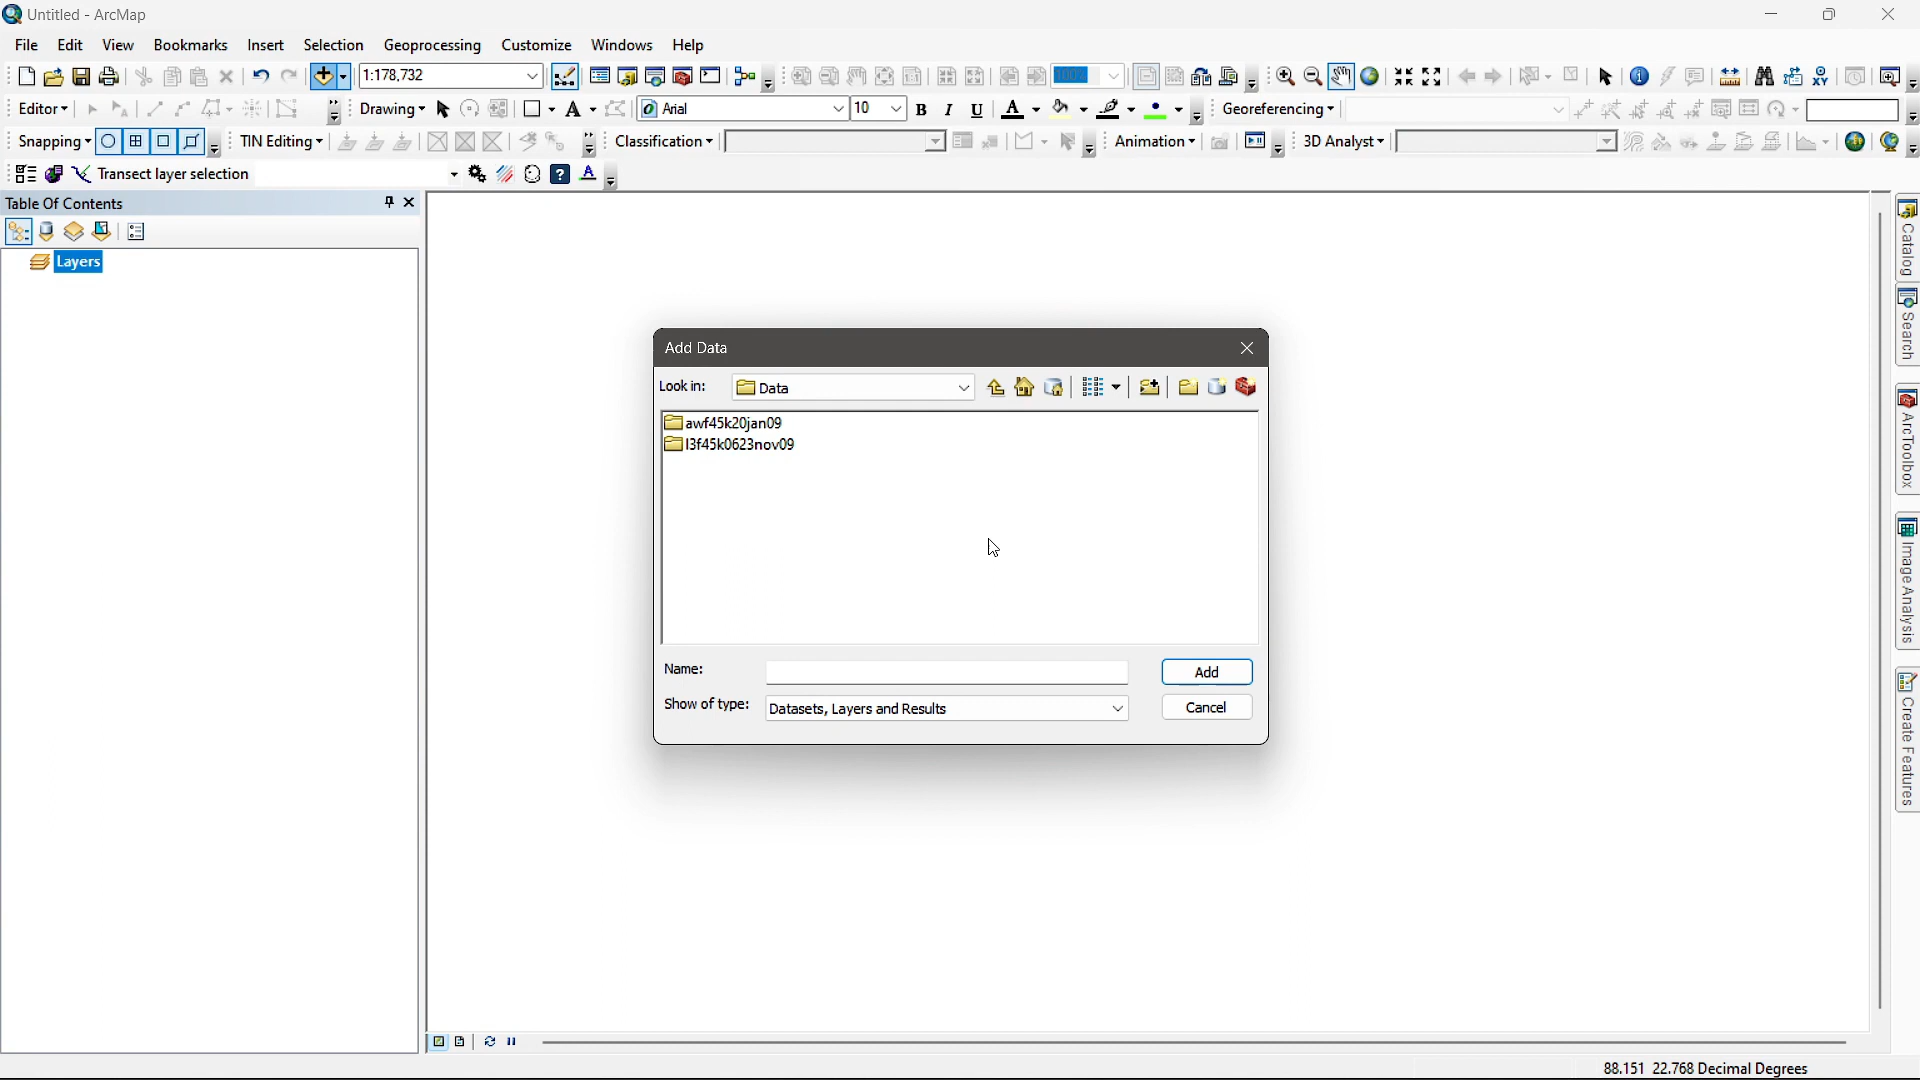 Untitled - ArcMap
File Edit View Bookmarks Insert Selection Geoprocessing Customize Windows Help
1:178,732 100%
Editor Drawing Arial 10 B I U A Georeferencing
Snapping TIN Editing Classification Animation 3D Analyst
Transect layer selection
Table Of Contents
Layers
Add Data
Look in: Data
awf45k20jan09
l3f45k0623nov09
Name:
Add
Show of type: Datasets, Layers and Results
Cancel
Catalog
Search
ArcToolbox
Image Analysis
Create Features
88.151 22.768 Decimal Degrees